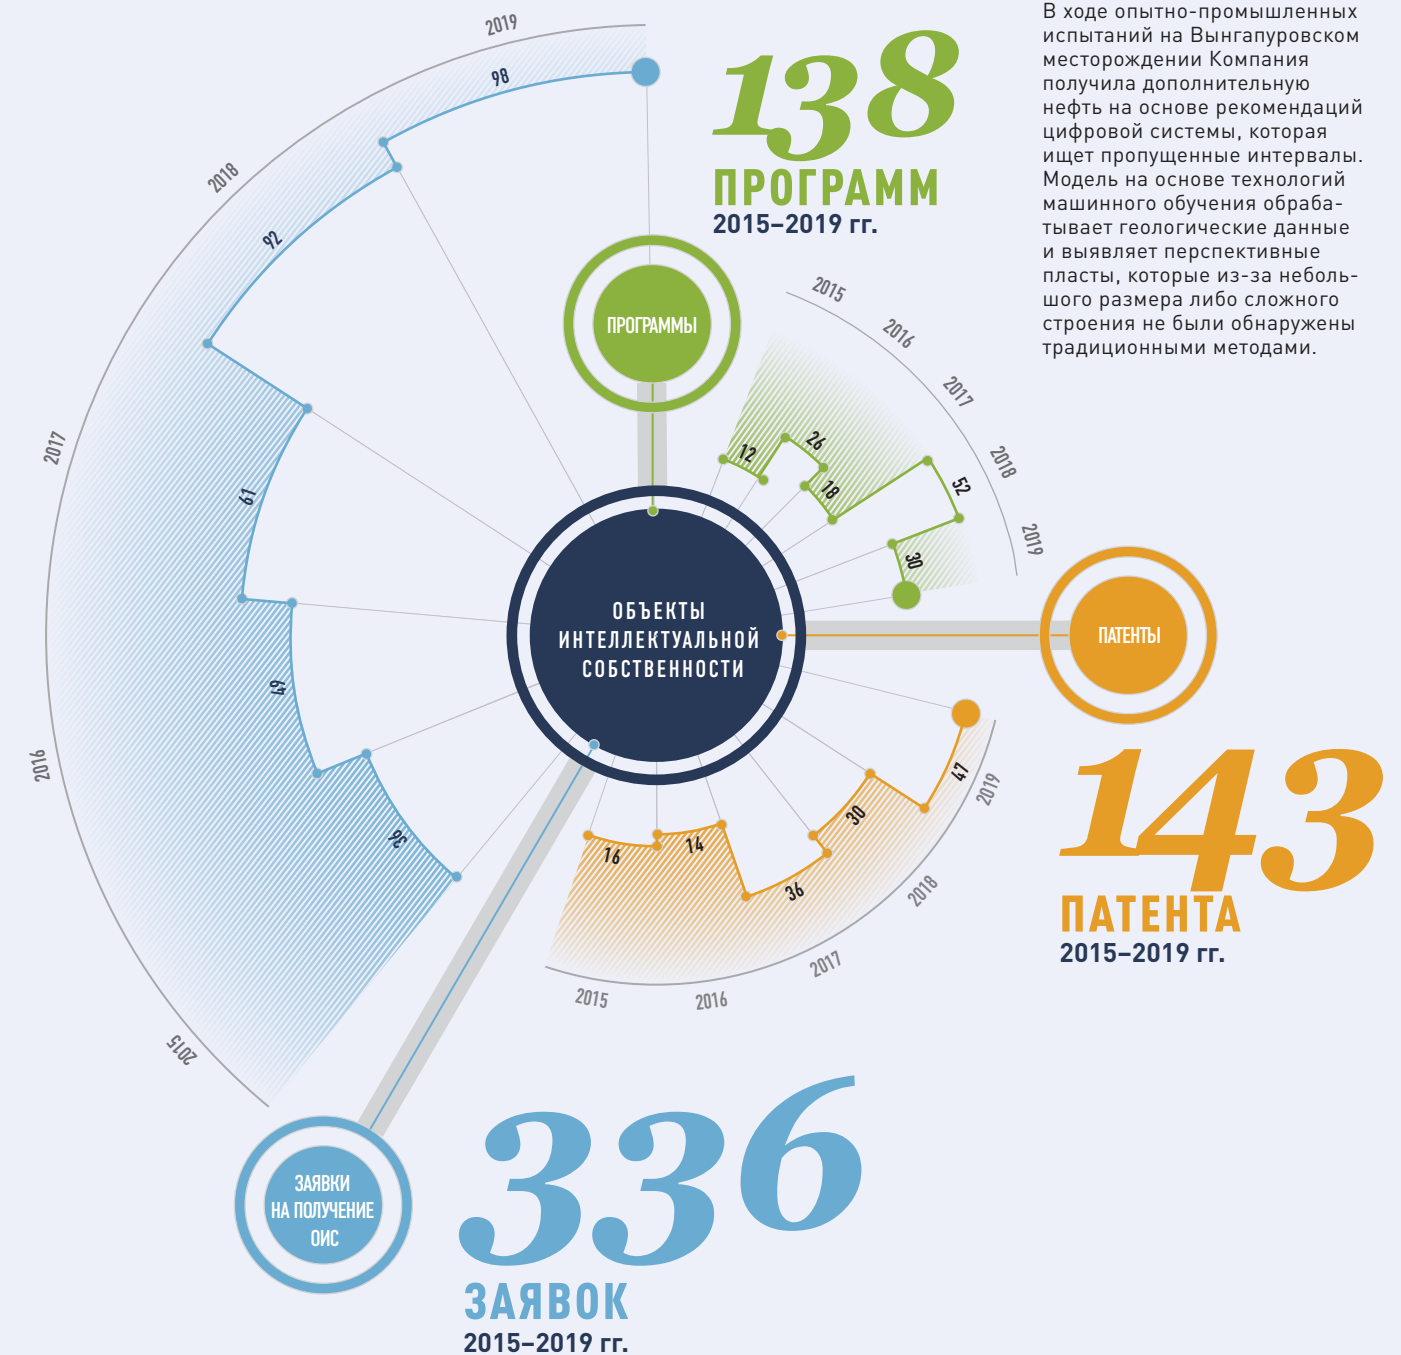 В ходе опытно-промышленных
испытаний на Вынгапуровском
месторождении Компания
получила дополнительную
нефть на основе рекомендаций
цифровой системы, которая
ищет пропущенные интервалы.
Модель на основе технологий
машинного обучения обраба-
тывает геологические данные
и выявляет перспективные
пласты, которые из-за неболь-
шого размера либо сложного
строения не были обнаружены
традиционными методами.
138
ПРОГРАММ
2015–2019 гг.
ПРОГРАММЫ
2015
2016
2017
2018
2019
12
26
18
52
30
ОБЪЕКТЫ
ИНТЕЛЛЕКТУАЛЬНОЙ
СОБСТВЕННОСТИ
ПАТЕНТЫ
143
ПАТЕНТА
2015–2019 гг.
2015
2016
2017
2018
2019
16
14
36
30
47
2019
2018
2017
2016
2015
98
92
61
49
36
ЗАЯВКИ
НА ПОЛУЧЕНИЕ
ОИС
336
ЗАЯВОК
2015–2019 гг.